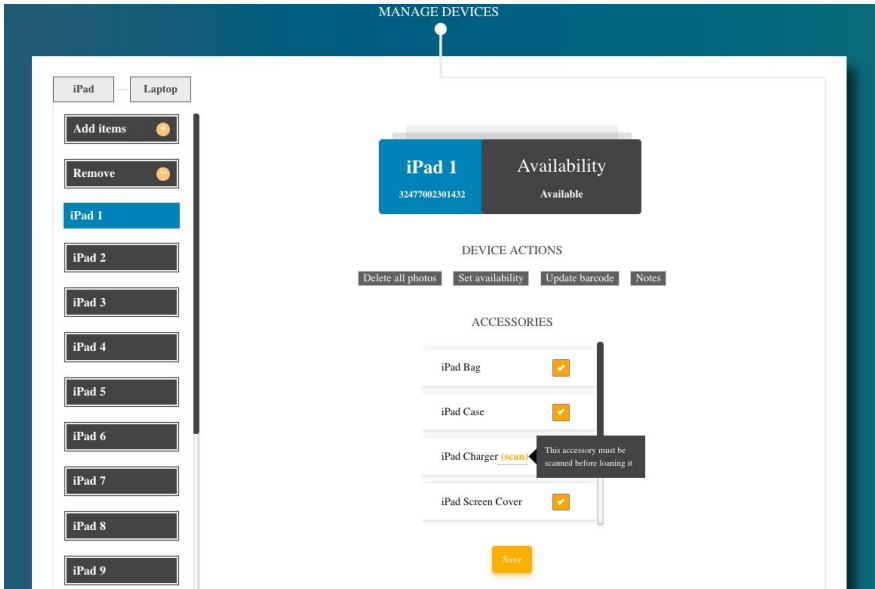 MANAGE DEVICES
iPad
Laptop
Add items
Remove
iPad 1
iPad 2
iPad 3
iPad 4
iPad 5
iPad 6
iPad 7
iPad 8
iPad 9
iPad 1
32477002301432
Availability
Available
DEVICE ACTIONS
Delete all photos
Set availability
Update barcode
Notes
ACCESSORIES
iPad Bag
iPad Case
iPad Charger (scan)
This accessory must be
scanned before loaning it
iPad Screen Cover
Save